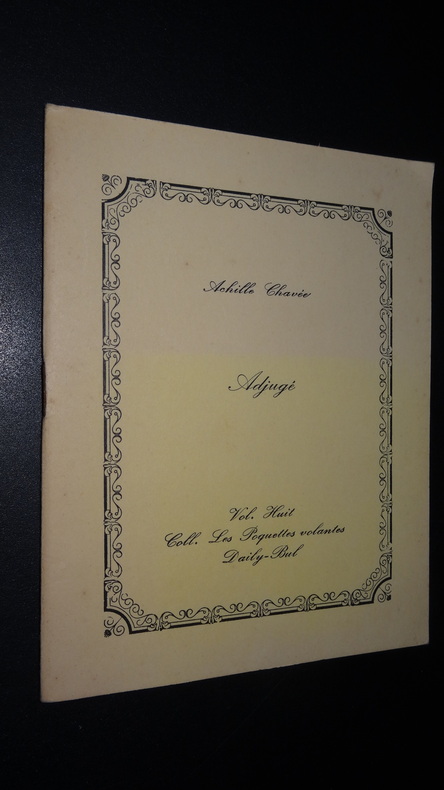 Achille Chavée
Adjugé
Vol. Huit
Coll. Les Poquettes volantes
Daily-Bul